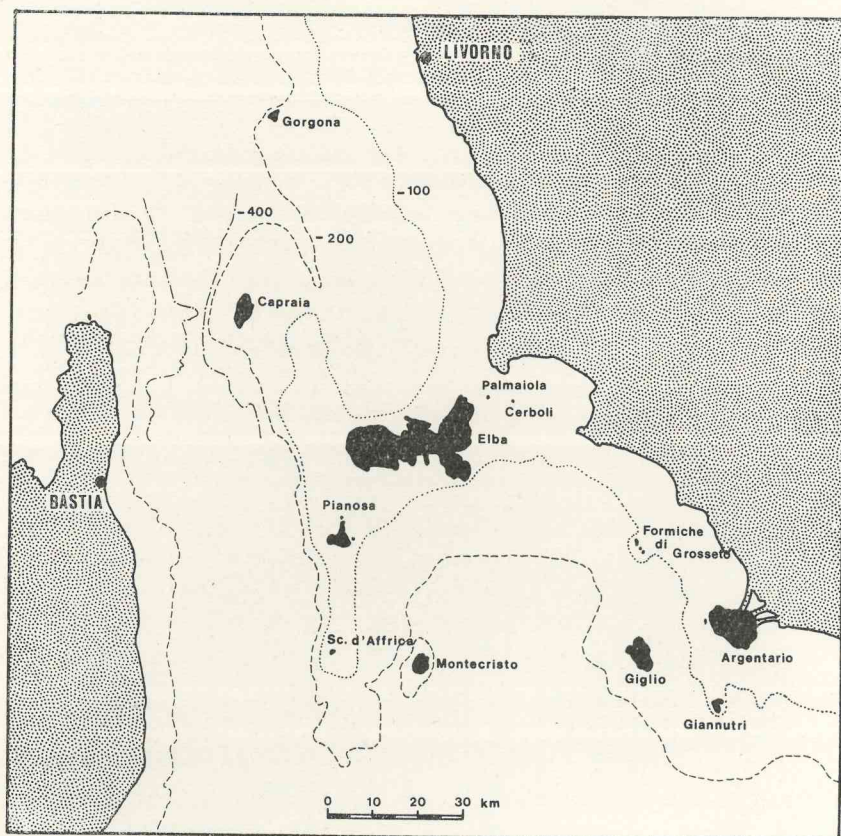 LIVORNO
Gorgona
-100
-400
-200
Capraia
Palmaiola
Cerboli
Elba
BASTIA
Pianosa
Formiche
di
Grosseto
Sc. d'Affrica
Montecristo
Argentario
Giglio
Giannutri
0 10 20 30 km